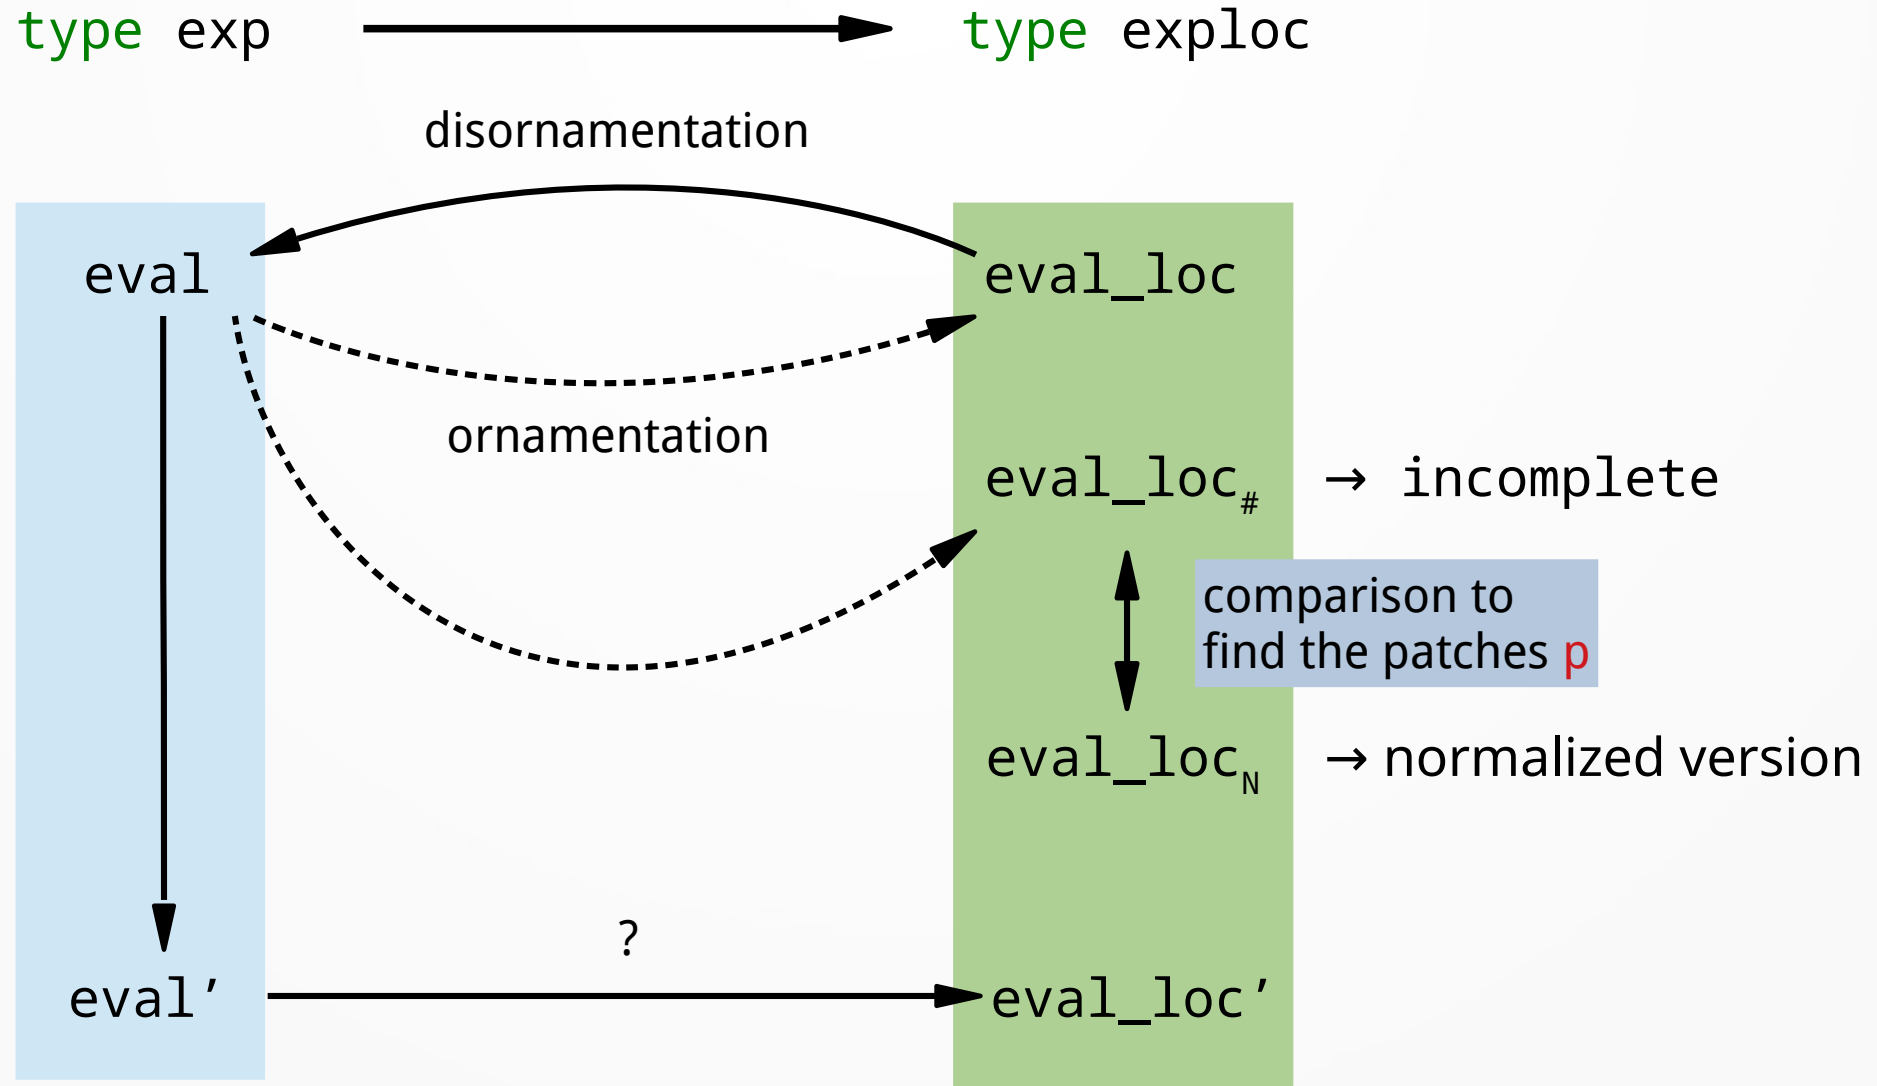 type exp
type exploc
disornamentation
eval
eval_loc
ornamentation
eval_loc#
→ incomplete
comparison to
find the patches p
eval_locN
→ normalized version
?
eval’
eval_loc’